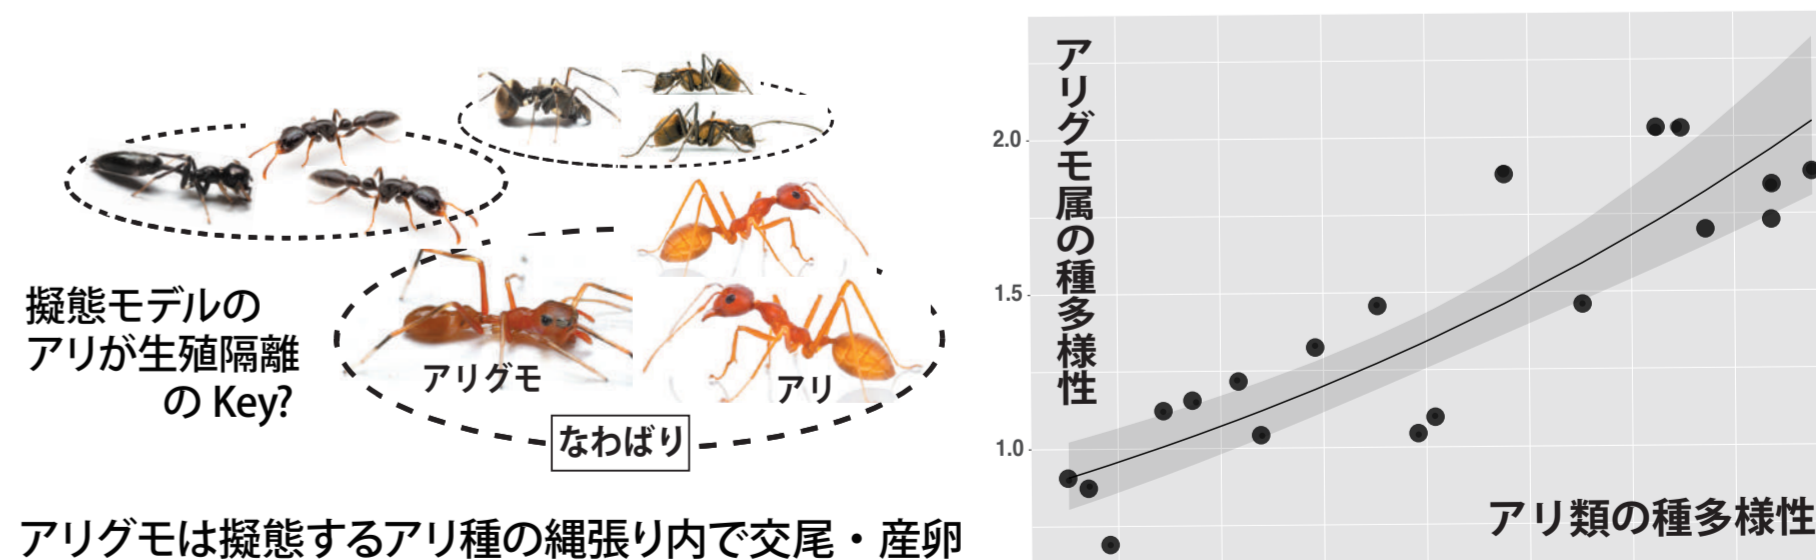 擬態モデルの
アリが生殖隔離
の Key?
アリグモ
アリ
なわばり
アリグモは擬態するアリ種の縄張り内で交尾・産卵
アリグモ属の種多様性
2.0
1.5
1.0
アリ類の種多様性